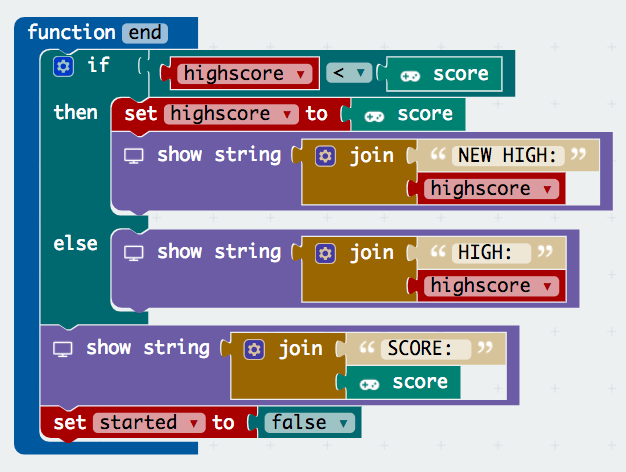 function end
if highscore < score
then set highscore to score
show string join “ NEW HIGH: ”
highscore
else show string join “ HIGH: ”
highscore
show string join “ SCORE: ”
score
set started to false